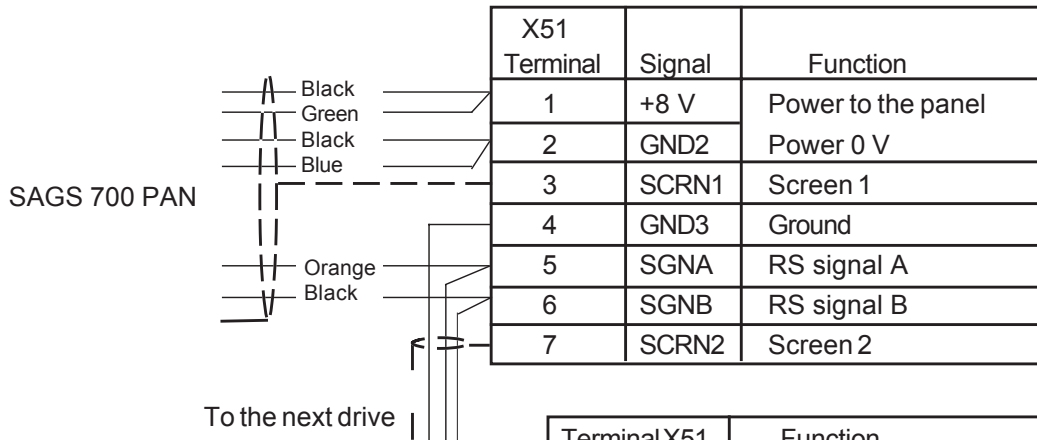 X51
Terminal Signal Function
Black
Green
1 +8 V Power to the panel
Black
Blue
2 GND2 Power 0 V
SAGS 700 PAN
3 SCRN1 Screen 1
4 GND3 Ground
Orange
5 SGNA RS signal A
Black
6 SGNB RS signal B
7 SCRN2 Screen 2
To the next drive
Terminal X51 Function